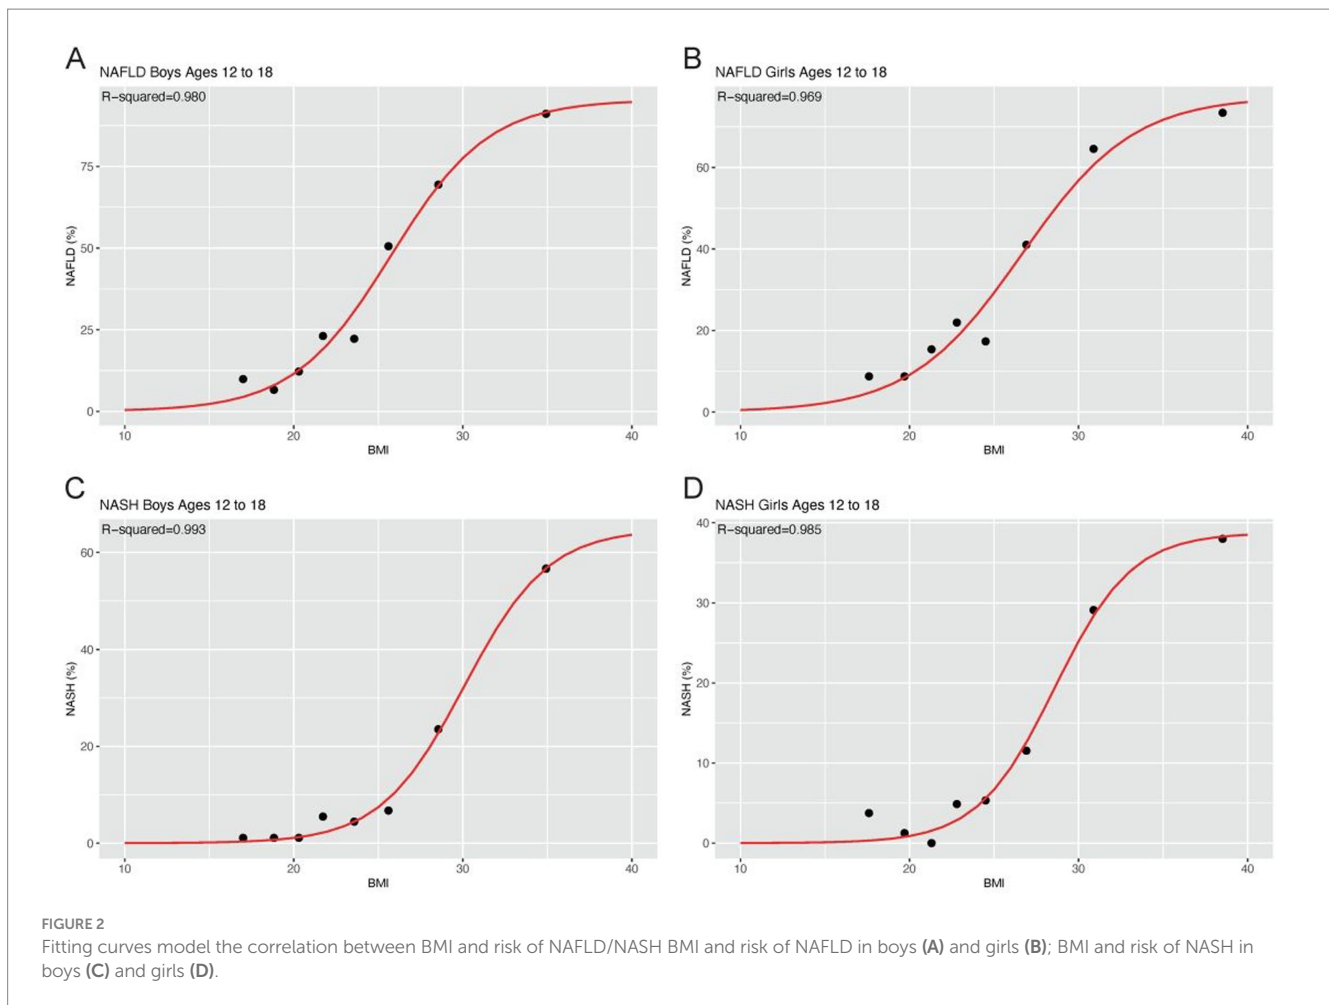 A
NAFLD Boys Ages 12 to 18
R-squared=0.980
75
50
25
0
NAFLD (%)
10 20 30 40
BMI
B
NAFLD Girls Ages 12 to 18
R-squared=0.969
60
40
20
0
NAFLD (%)
10 20 30 40
BMI
C
NASH Boys Ages 12 to 18
R-squared=0.993
60
40
20
0
NASH (%)
10 20 30 40
BMI
D
NASH Girls Ages 12 to 18
R-squared=0.985
40
30
20
10
0
NASH (%)
10 20 30 40
BMI
FIGURE 2
Fitting curves model the correlation between BMI and risk of NAFLD/NASH BMI and risk of NAFLD in boys (A) and girls (B); BMI and risk of NASH in
boys (C) and girls (D).